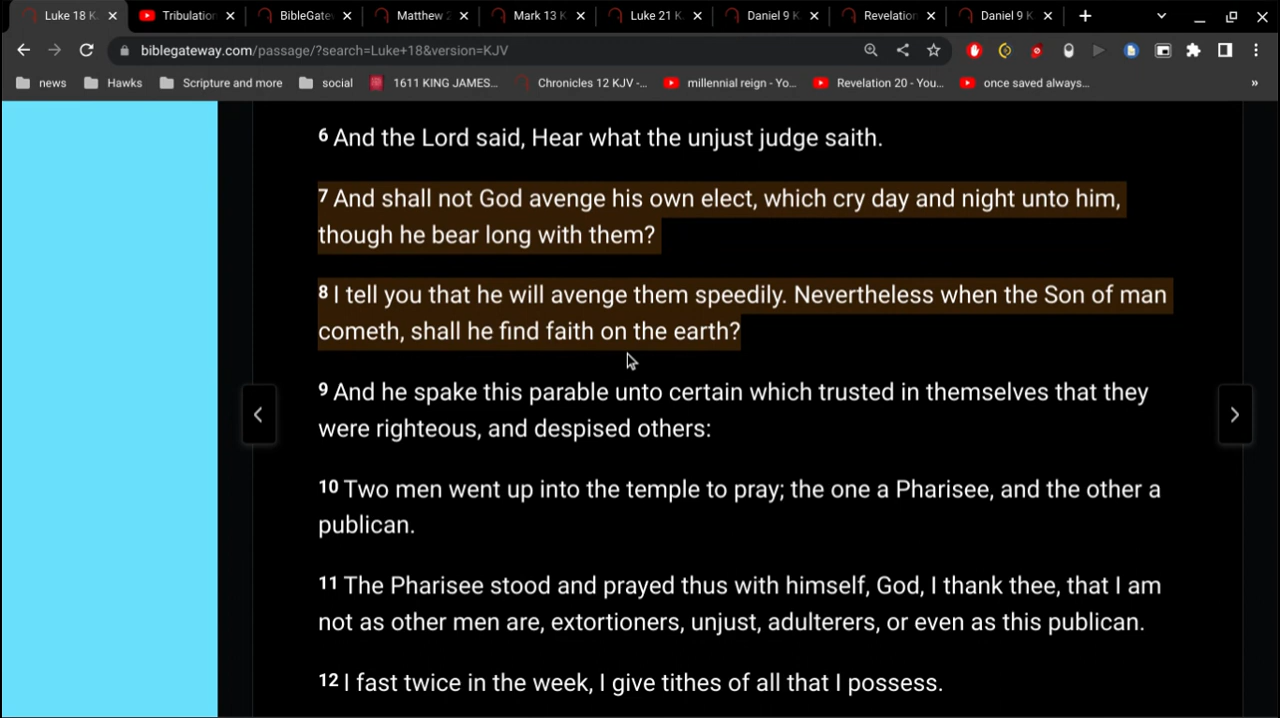 Luke 18 K
Tribulation
BibleGate
Matthew 2
Mark 13 K
Luke 21 K
Daniel 9 K
Revelation
Daniel 9 K
biblegateway.com/passage/?search=Luke+18&version=KJV
news
Hawks
Scripture and more
social
1611 KING JAMES...
Chronicles 12 KJV -...
millennial reign - Yo...
Revelation 20 - You...
once saved always...
»
6 And the Lord said, Hear what the unjust judge saith.
7 And shall not God avenge his own elect, which cry day and night unto him,
though he bear long with them?
8 I tell you that he will avenge them speedily. Nevertheless when the Son of man
cometh, shall he find faith on the earth?
9 And he spake this parable unto certain which trusted in themselves that they
were righteous, and despised others:
10 Two men went up into the temple to pray; the one a Pharisee, and the other a
publican.
11 The Pharisee stood and prayed thus with himself, God, I thank thee, that I am
not as other men are, extortioners, unjust, adulterers, or even as this publican.
12 I fast twice in the week, I give tithes of all that I possess.